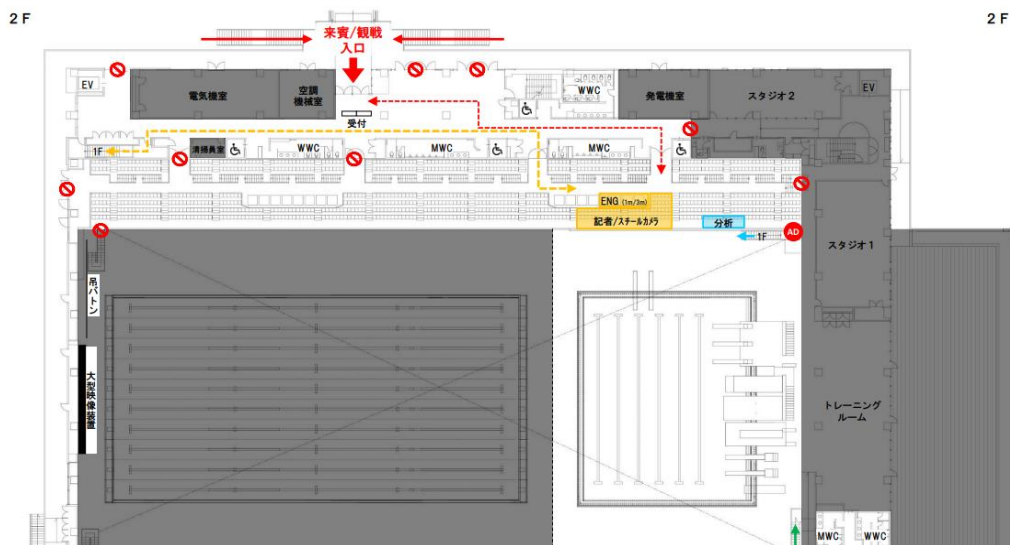 2F
2F
来賓/観戦
入口
EV
電気機室
空調
機械室
受付
WWC
発電機室
スタジオ2
EV
1F
清掃員室
WWC
MWC
MWC
ENG (1m/3m)
記者/スチールカメラ
分析
1F
AD
スタジオ1
吊バトン
大型映像装置
トレーニング
ルーム
MWC
WWC